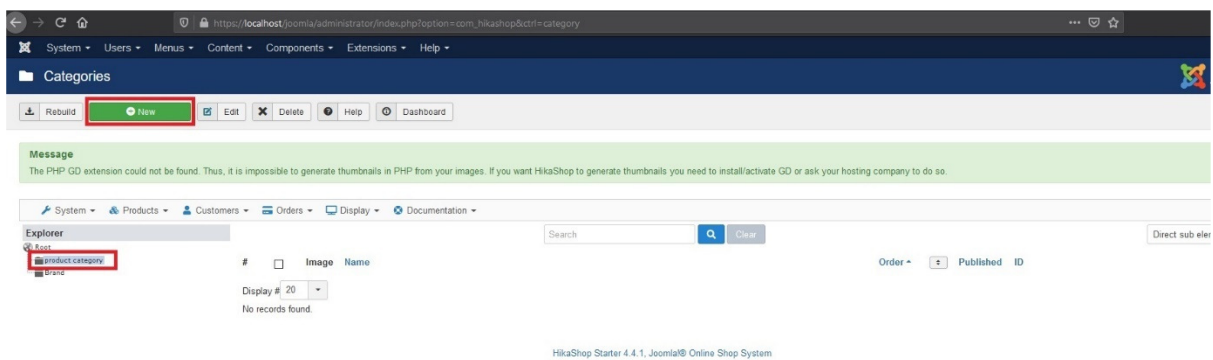 https://localhost/joomla/administrator/index.php?option=com_hikashop&ctrl=category
System Users Menus Content Components Extensions Help
Categories
Rebuild New Edit Delete Help Dashboard
Message
The PHP GD extension could not be found. Thus, it is impossible to generate thumbnails in PHP from your images. If you want HikaShop to generate thumbnails you need to install/activate GD or ask your hosting company to do so.
System Products Customers Orders Display Documentation
Explorer Search Clear Direct sub eler
Root
product category # Image Name Order Published ID
Brand
Display # 20
No records found.
HikaShop Starter 4.4.1, Joomla!® Online Shop System